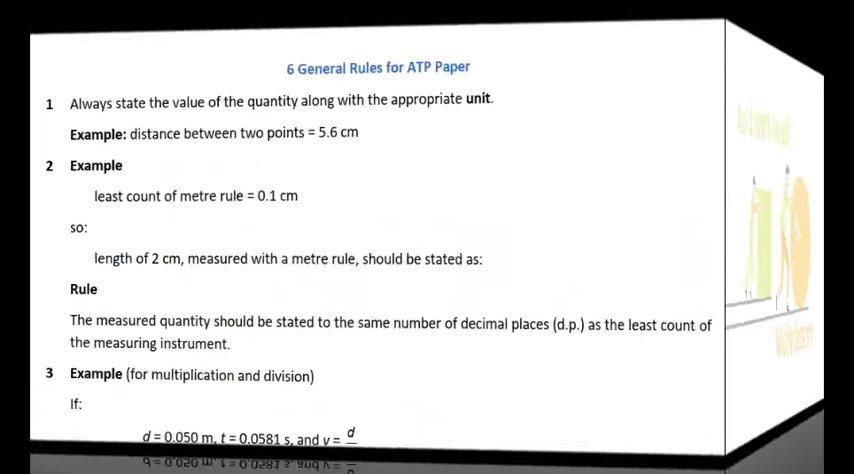 6 General Rules for ATP Paper
1 Always state the value of the quantity along with the appropriate unit.
Example: distance between two points = 5.6 cm
2 Example
least count of metre rule = 0.1 cm
so:
length of 2 cm, measured with a metre rule, should be stated as:
Rule
The measured quantity should be stated to the same number of decimal places (d.p.) as the least count of
the measuring instrument.
3 Example (for multiplication and division)
If:
d = 0.050 m, t = 0.0581 s, and v = d